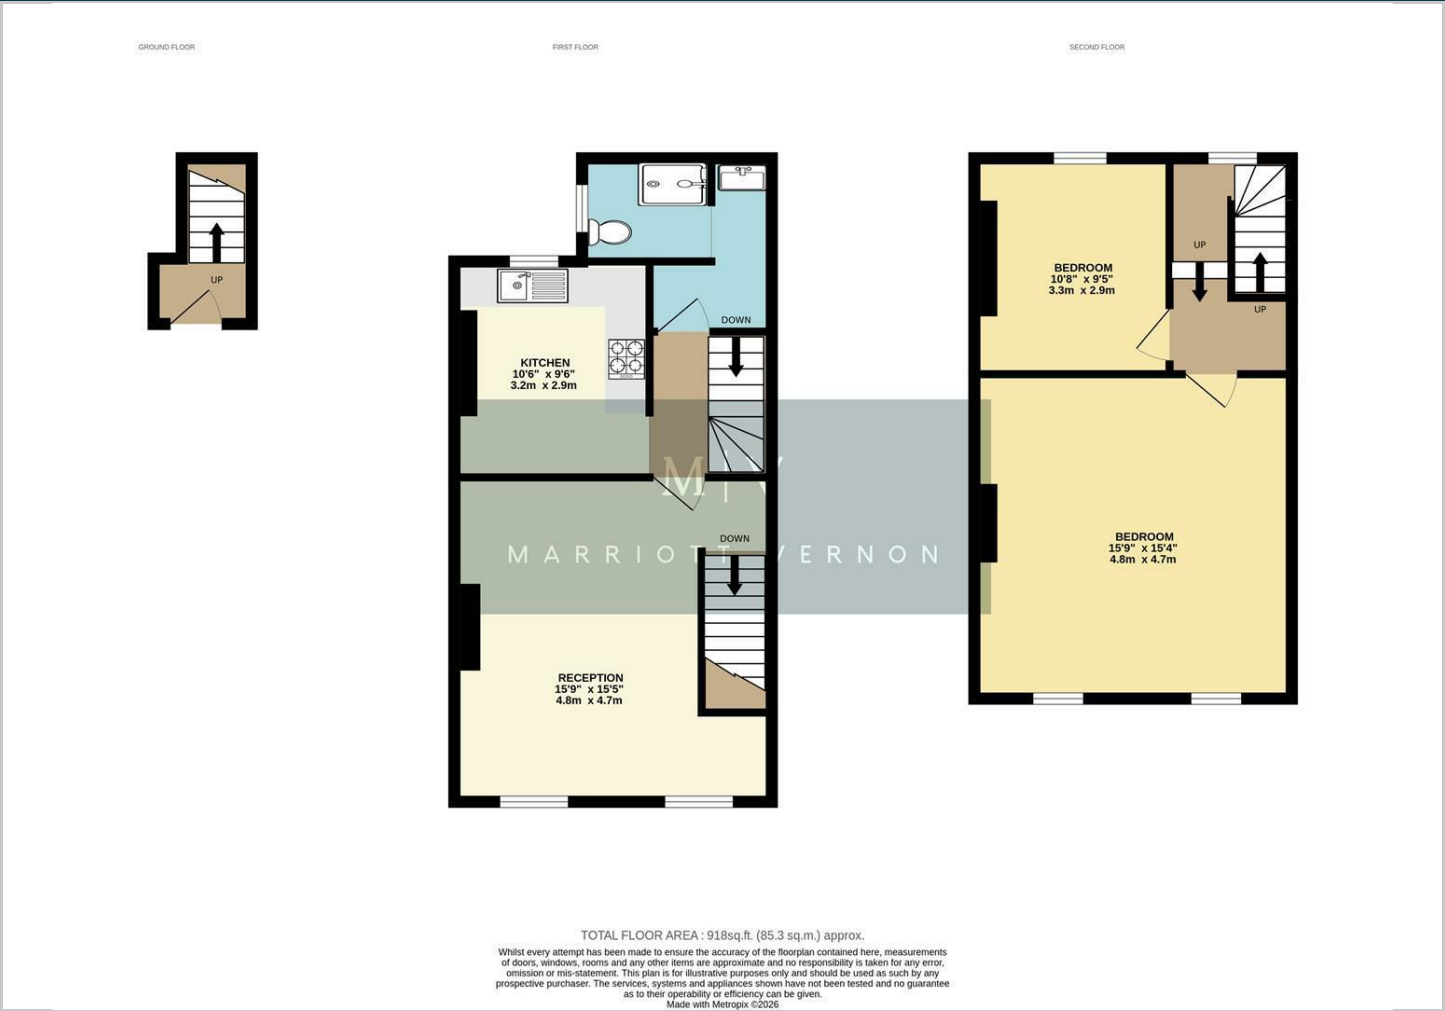 GROUND FLOOR
FIRST FLOOR
SECOND FLOOR
UP
DOWN
KITCHEN
10'6" x 9'6"
3.2m x 2.9m
M | V
DOWN
MARRIOTT VERNON
RECEPTION
15'9" x 15'5"
4.8m x 4.7m
UP
BEDROOM
10'8" x 9'5"
3.3m x 2.9m
UP
BEDROOM
15'9" x 15'4"
4.8m x 4.7m
TOTAL FLOOR AREA : 918sq.ft. (85.3 sq.m.) approx.
Whilst every attempt has been made to ensure the accuracy of the floorplan contained here, measurements
of doors, windows, rooms and any other items are approximate and no responsibility is taken for any error,
omission or mis-statement. This plan is for illustrative purposes only and should be used as such by any
prospective purchaser. The services, systems and appliances shown have not been tested and no guarantee
as to their operability or efficiency can be given.
Made with Metropix ©2026